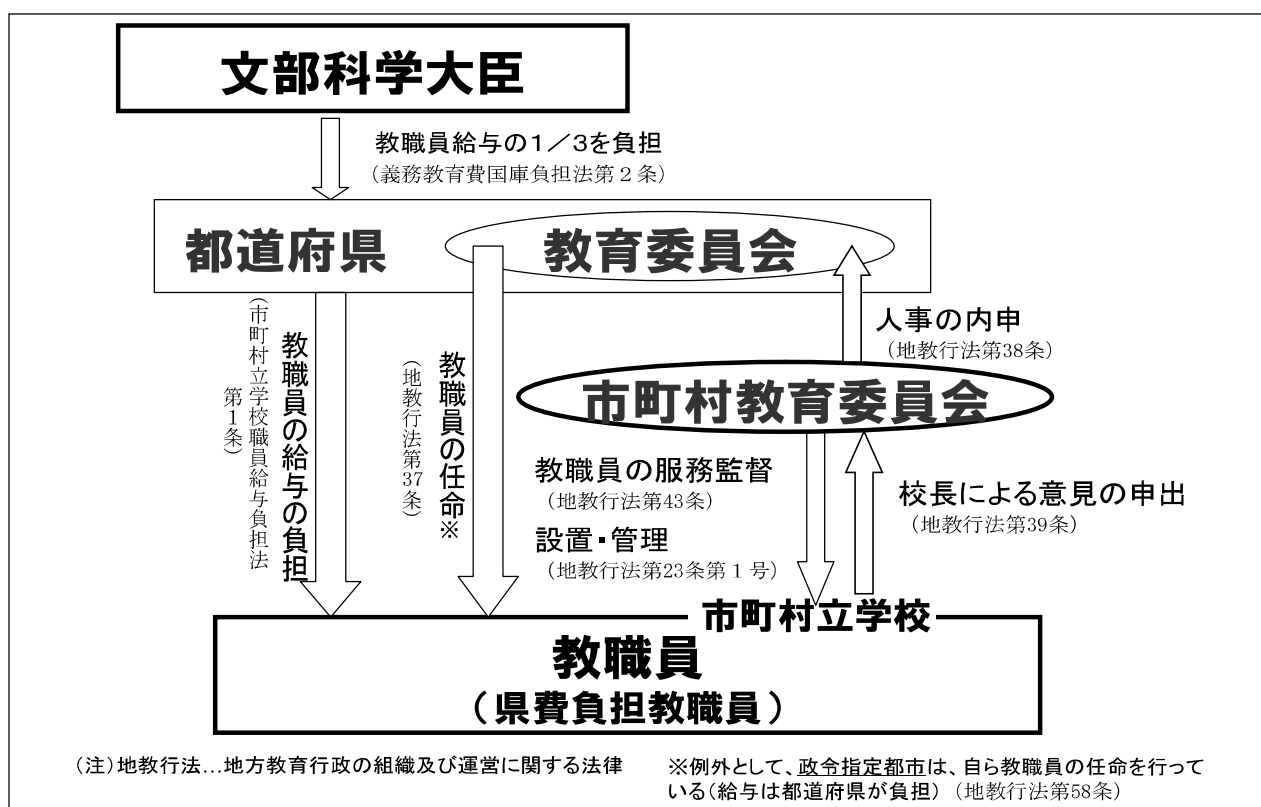 文部科学大臣
教職員給与の1／3を負担
（義務教育費国庫負担法第２条）
都道府県
教育委員会
人事の内申
（地教行法第38条）
市町村教育委員会
教職員の給与の負担
（市町村立学校職員給与負担法
第１条）
教職員の任命※
（地教行法第37条）
教職員の服務監督
（地教行法第43条）
設置・管理
（地教行法第23条第１号）
校長による意見の申出
（地教行法第39条）
市町村立学校
教職員
（県費負担教職員）
（注）地教行法…地方教育行政の組織及び運営に関する法律
※例外として、政令指定都市は、自ら教職員の任命を行って
いる（給与は都道府県が負担）（地教行法第58条）